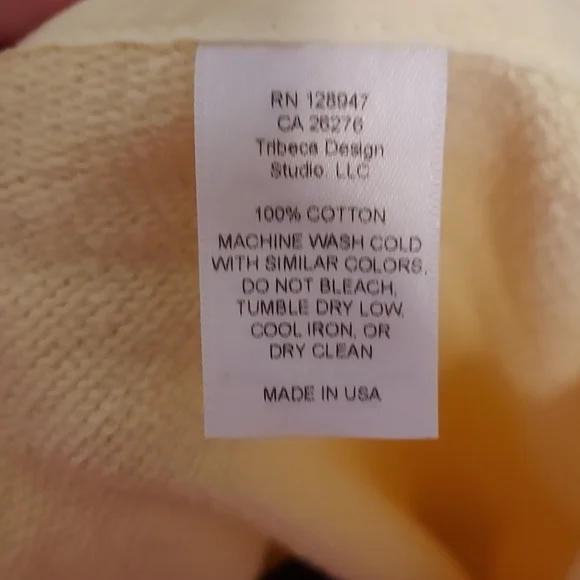 RN 128947
CA 26276
Tribeca Design
Studio, LLC
100% COTTON
MACHINE WASH COLD
WITH SIMILAR COLORS,
DO NOT BLEACH,
TUMBLE DRY LOW,
COOL IRON, OR
DRY CLEAN
MADE IN USA